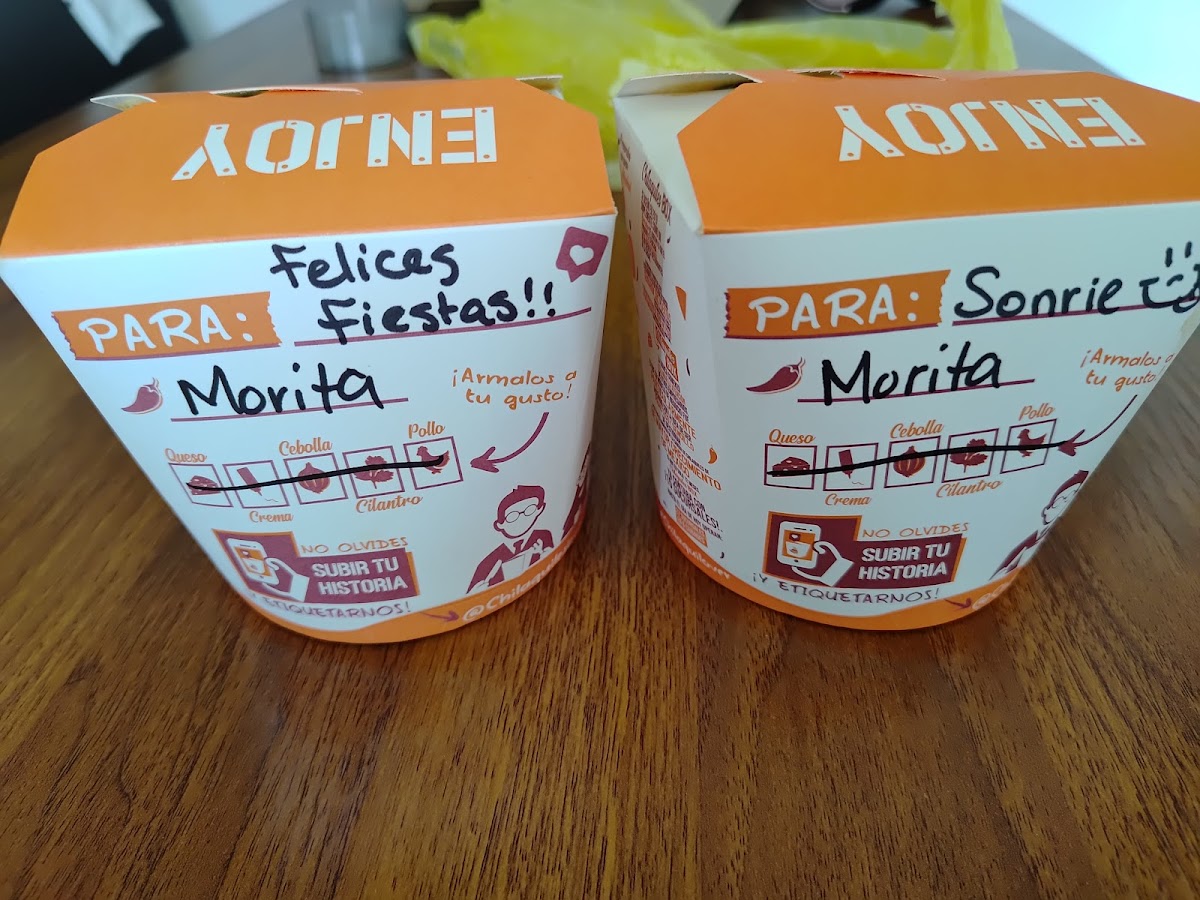 ENJOY
Felices
PARA: Fiestas!!
Morita
¡Armalos a
tu gusto!
Queso Cebolla Pollo
Crema Cilantro
NO OLVIDES
SUBIR TU
HISTORIA
¡Y ETIQUETARNOS!
ENJOY
PARA: Sonrie
Morita
¡Armalos a
tu gusto!
Queso Cebolla Pollo
Crema Cilantro
NO OLVIDES
SUBIR TU
HISTORIA
¡Y ETIQUETARNOS!